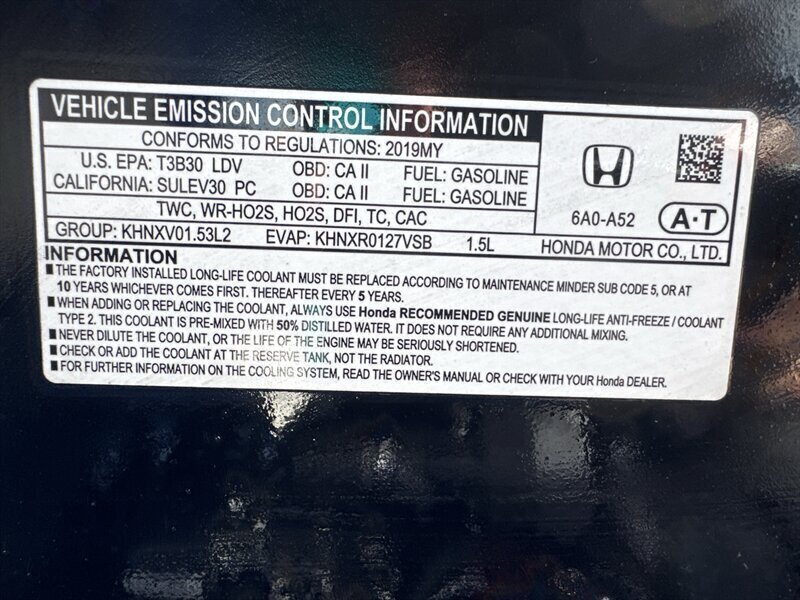 VEHICLE EMISSION CONTROL INFORMATION
CONFORMS TO REGULATIONS: 2019MY
U.S. EPA: T3B30 LDV OBD: CA II FUEL: GASOLINE
CALIFORNIA: SULEV30 PC OBD: CA II FUEL: GASOLINE
TWC, WR-HO2S, HO2S, DFI, TC, CAC
6A0-A52 A·T
GROUP: KHNXV01.53L2 EVAP: KHNXR0127VSB 1.5L HONDA MOTOR CO., LTD.
INFORMATION
■THE FACTORY INSTALLED LONG-LIFE COOLANT MUST BE REPLACED ACCORDING TO MAINTENANCE MINDER SUB CODE 5, OR AT
10 YEARS WHICHEVER COMES FIRST. THEREAFTER EVERY 5 YEARS.
■WHEN ADDING OR REPLACING THE COOLANT, ALWAYS USE Honda RECOMMENDED GENUINE LONG-LIFE ANTI-FREEZE / COOLANT
TYPE 2. THIS COOLANT IS PRE-MIXED WITH 50% DISTILLED WATER. IT DOES NOT REQUIRE ANY ADDITIONAL MIXING.
■NEVER DILUTE THE COOLANT, OR THE LIFE OF THE ENGINE MAY BE SERIOUSLY SHORTENED.
■CHECK OR ADD THE COOLANT AT THE RESERVE TANK, NOT THE RADIATOR.
■FOR FURTHER INFORMATION ON THE COOLING SYSTEM, READ THE OWNER'S MANUAL OR CHECK WITH YOUR Honda DEALER.